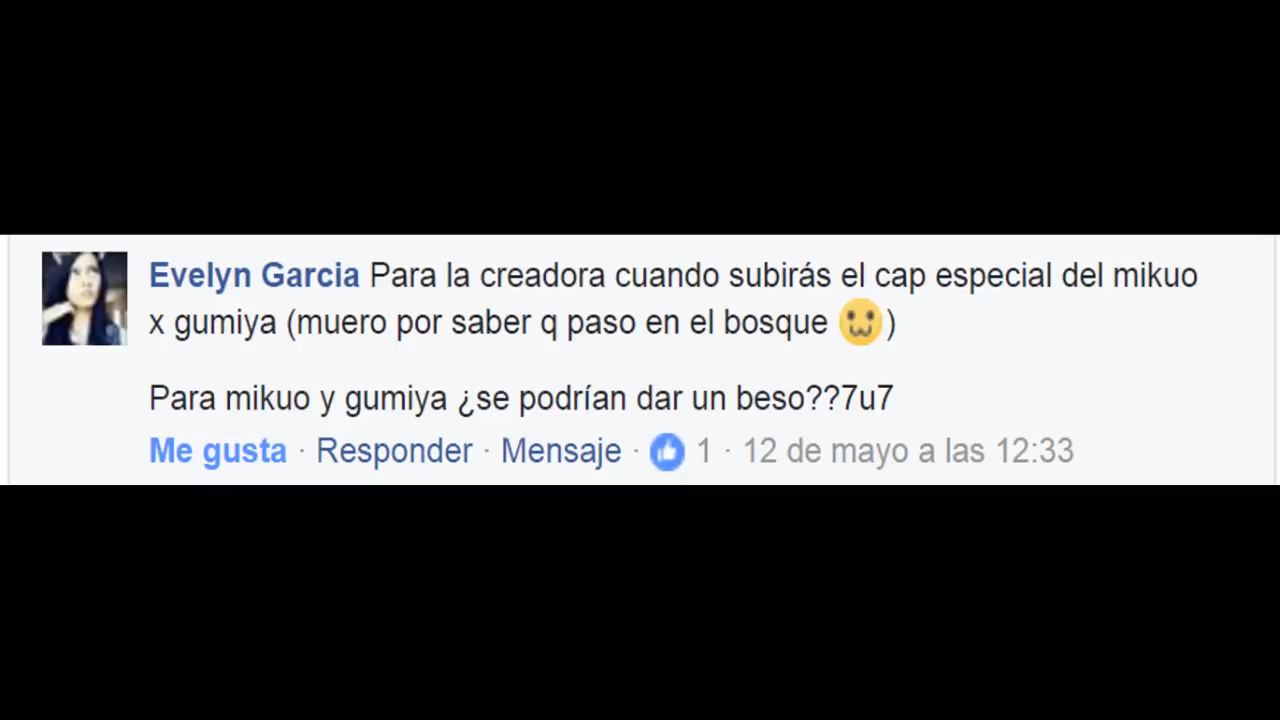 Evelyn Garcia Para la creadora cuando subirás el cap especial del mikuo
x gumiya (muero por saber q paso en el bosque )
Para mikuo y gumiya ¿se podrían dar un beso??7u7
Me gusta · Responder · Mensaje · 1 · 12 de mayo a las 12:33